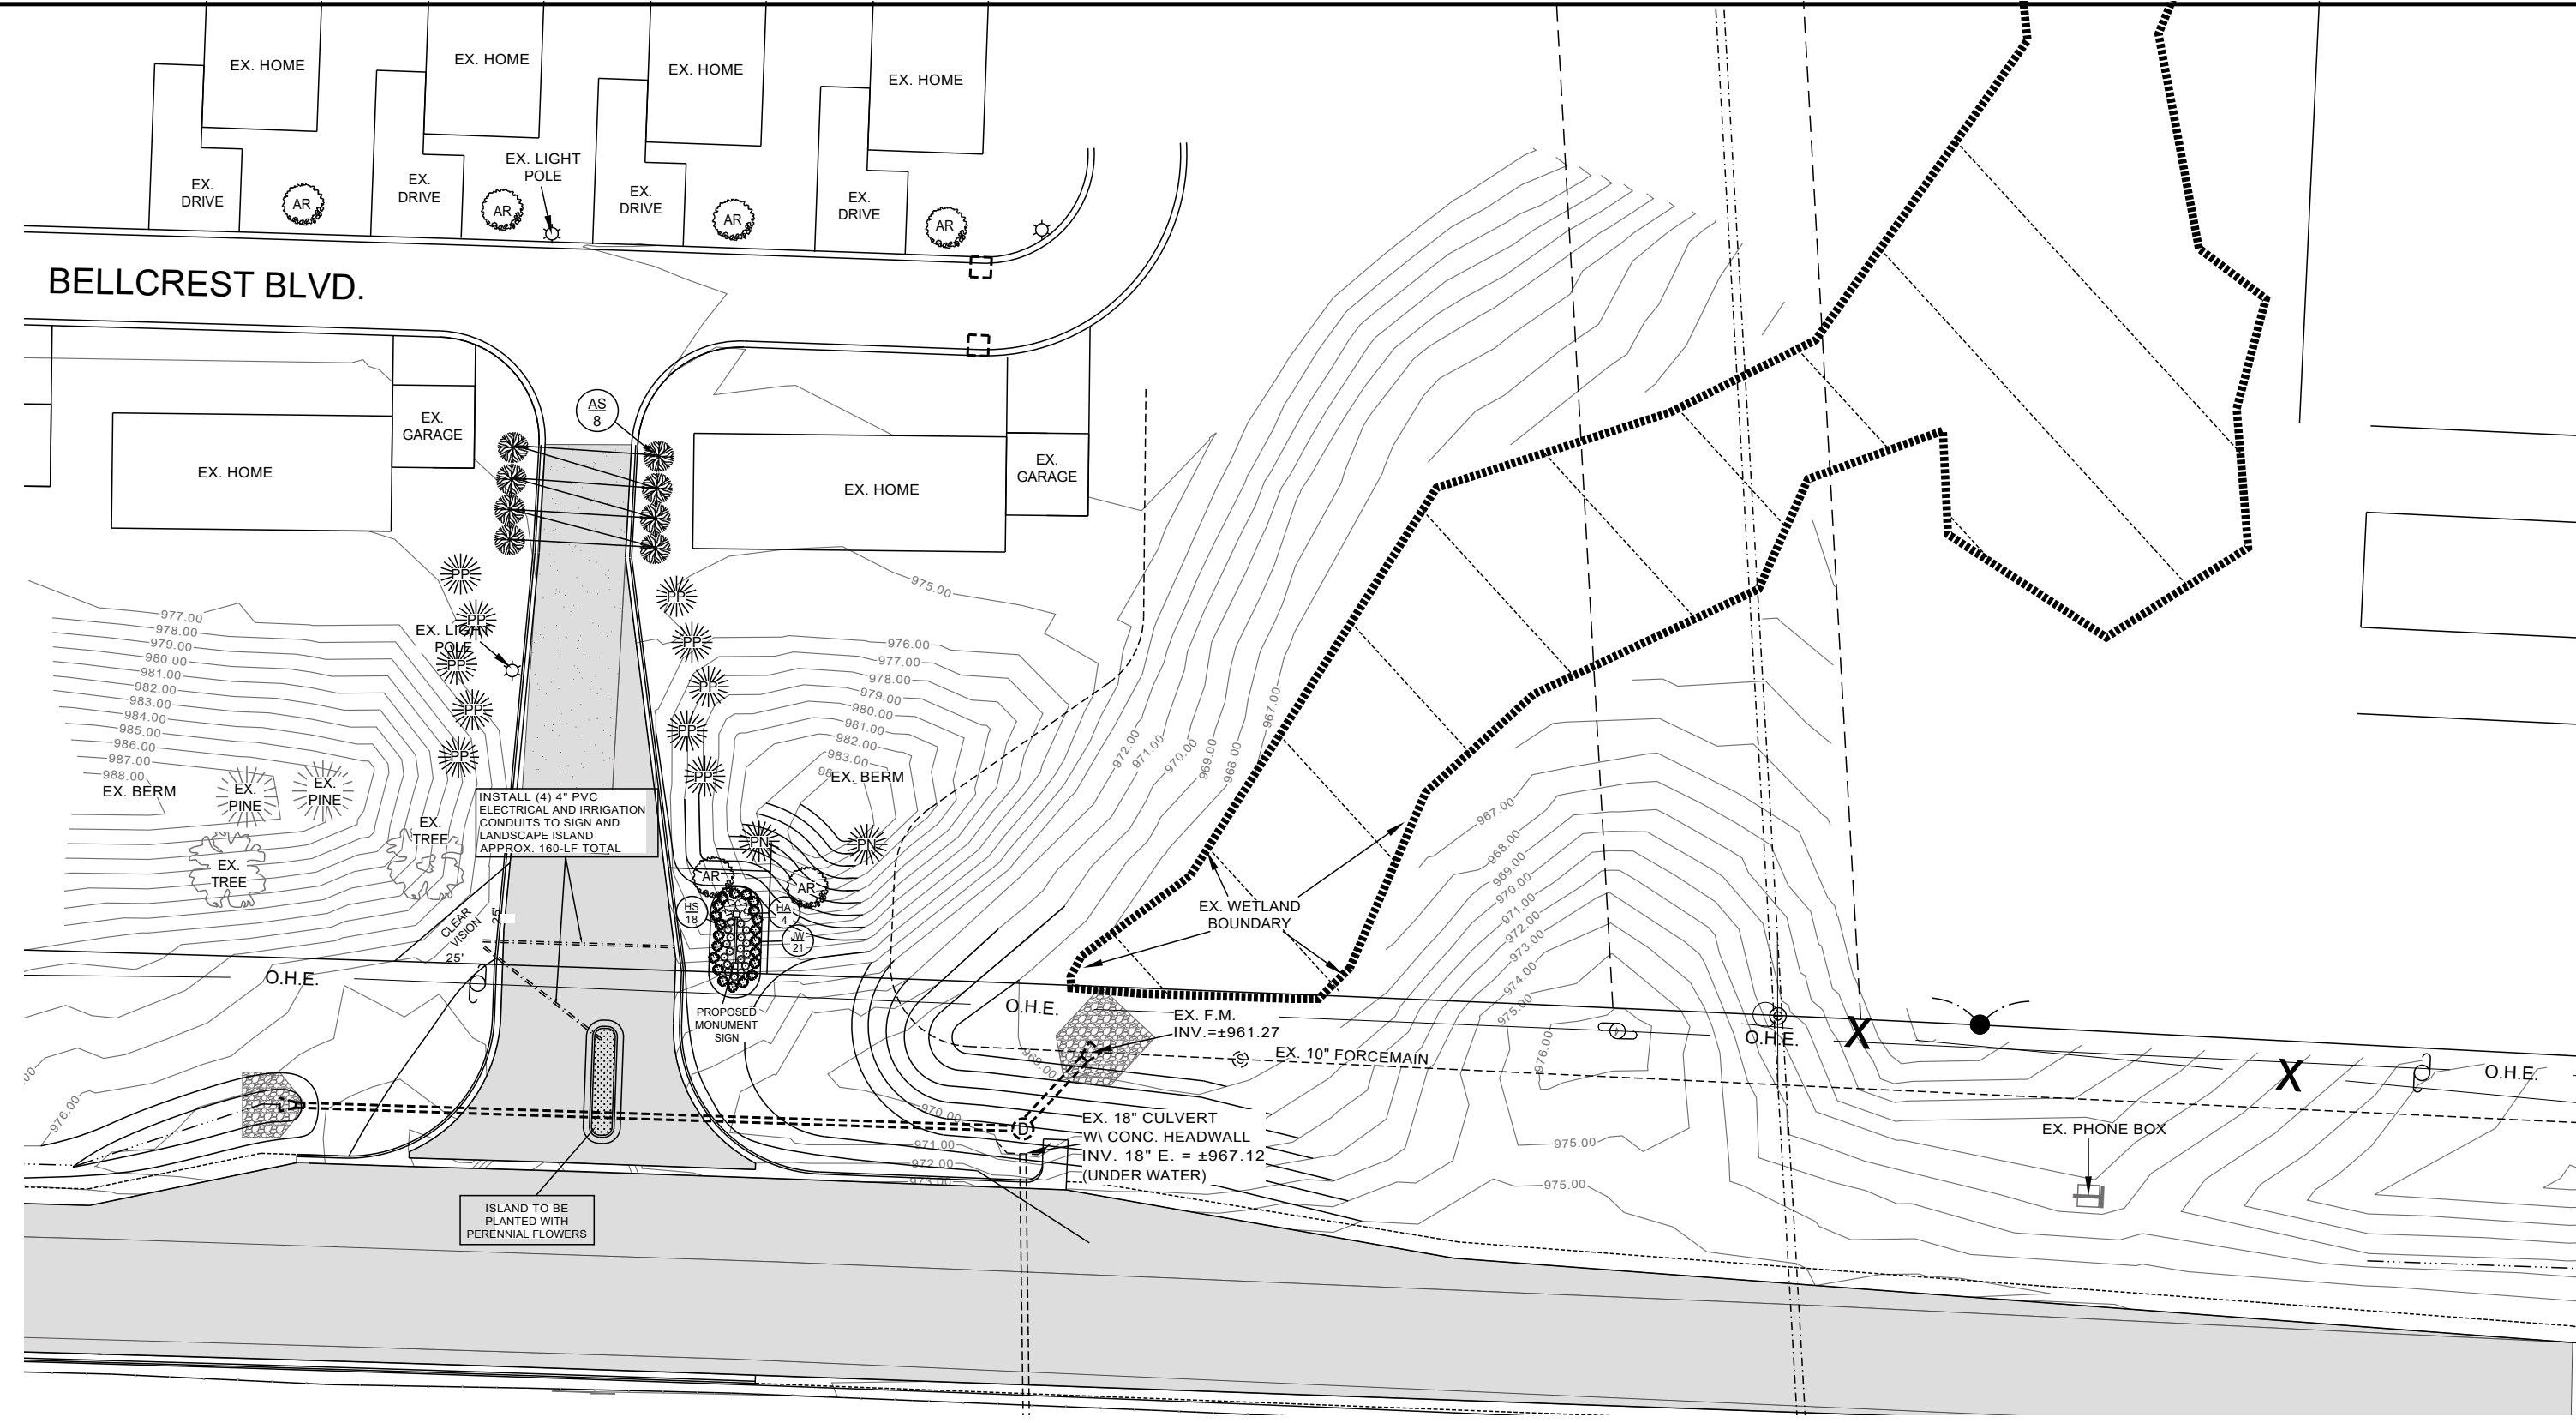 EX. HOME
EX. HOME
EX. HOME
EX. HOME
EX. LIGHT
POLE
EX.
DRIVE
EX.
DRIVE
EX.
DRIVE
EX.
DRIVE
AR
AR
AR
AR
BELLCREST BLVD.
AS
8
EX.
GARAGE
EX. HOME
EX. HOME
EX.
GARAGE
PP
PP
PP
PP
PP
PP
PP
PP
PP
PP
EX. LIGHT
POLE
977.00
978.00
979.00
980.00
981.00
982.00
983.00
984.00
985.00
986.00
987.00
988.00
EX. BERM
EX.
PINE
EX.
PINE
EX.
TREE
EX.
TREE
975.00
976.00
977.00
978.00
979.00
980.00
981.00
982.00
983.00
EX. BERM
INSTALL (4) 4" PVC
ELECTRICAL AND IRRIGATION
CONDUITS TO SIGN AND
LANDSCAPE ISLAND
APPROX. 160-LF TOTAL
PN
PN
AR
AR
HS
18
HA
4
JW
21
CLEAR
VISION
25'
25'
O.H.E.
PROPOSED
MONUMENT
SIGN
972.00
971.00
970.00
969.00
968.00
967.00
EX. WETLAND
BOUNDARY
967.00
968.00
969.00
970.00
971.00
972.00
973.00
974.00
975.00
976.00
O.H.E.
EX. F.M.
INV.=±961.27
969.00
S
EX. 10" FORCEMAIN
O.H.E.
X
X
O.H.E.
976.00
D
EX. 18" CULVERT
W\ CONC. HEADWALL
INV. 18" E. = ±967.12
(UNDER WATER)
970.00
971.00
972.00
973.00
975.00
975.00
EX. PHONE BOX
ISLAND TO BE
PLANTED WITH
PERENNIAL FLOWERS